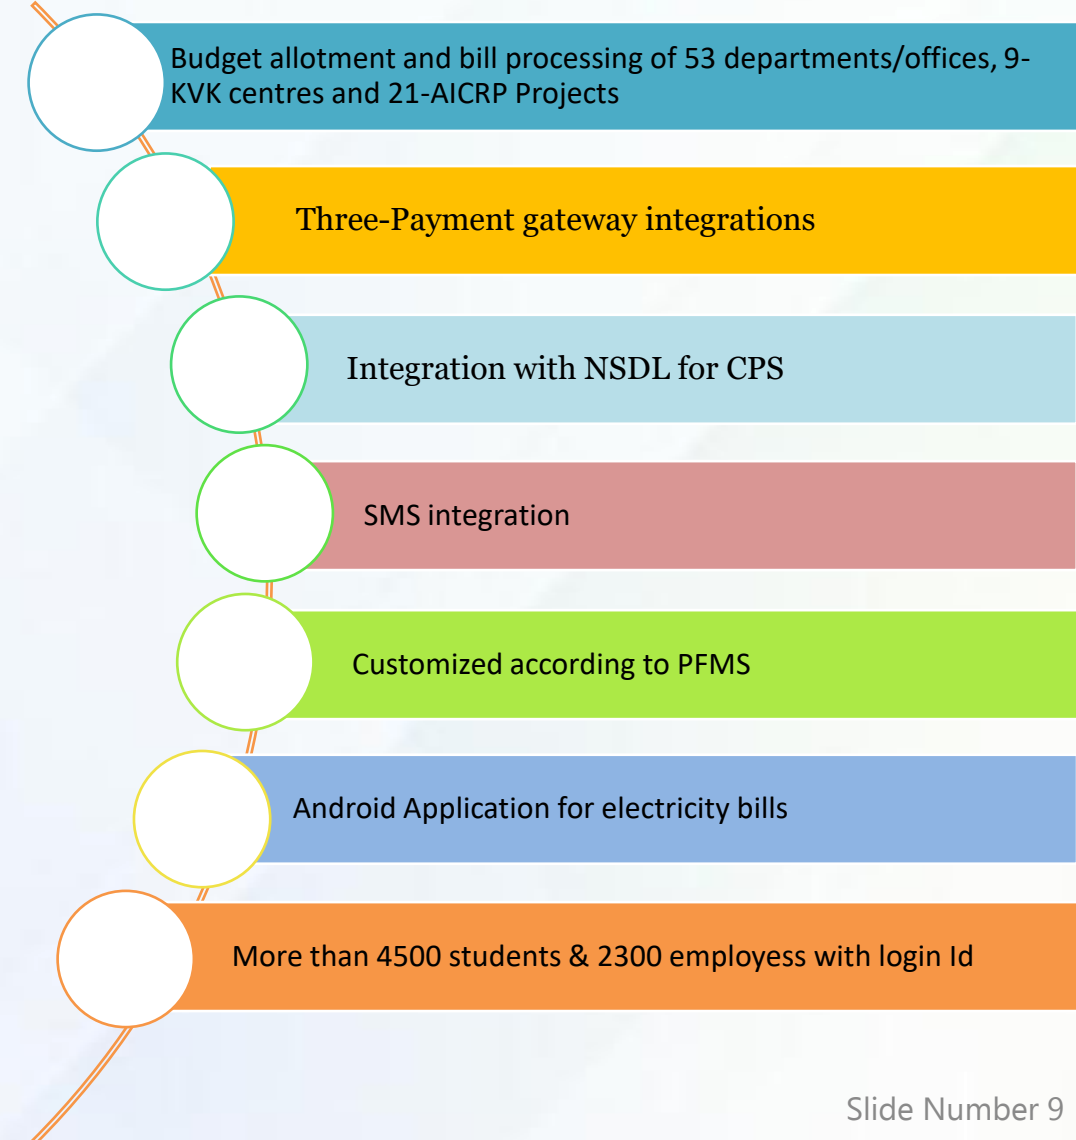 Budget allotment and bill processing of 53 departments/offices, 9-
KVK centres and 21-AICRP Projects
Three-Payment gateway integrations
Integration with NSDL for CPS
SMS integration
Customized according to PFMS
Android Application for electricity bills
More than 4500 students & 2300 employess with login Id
Slide Number 9